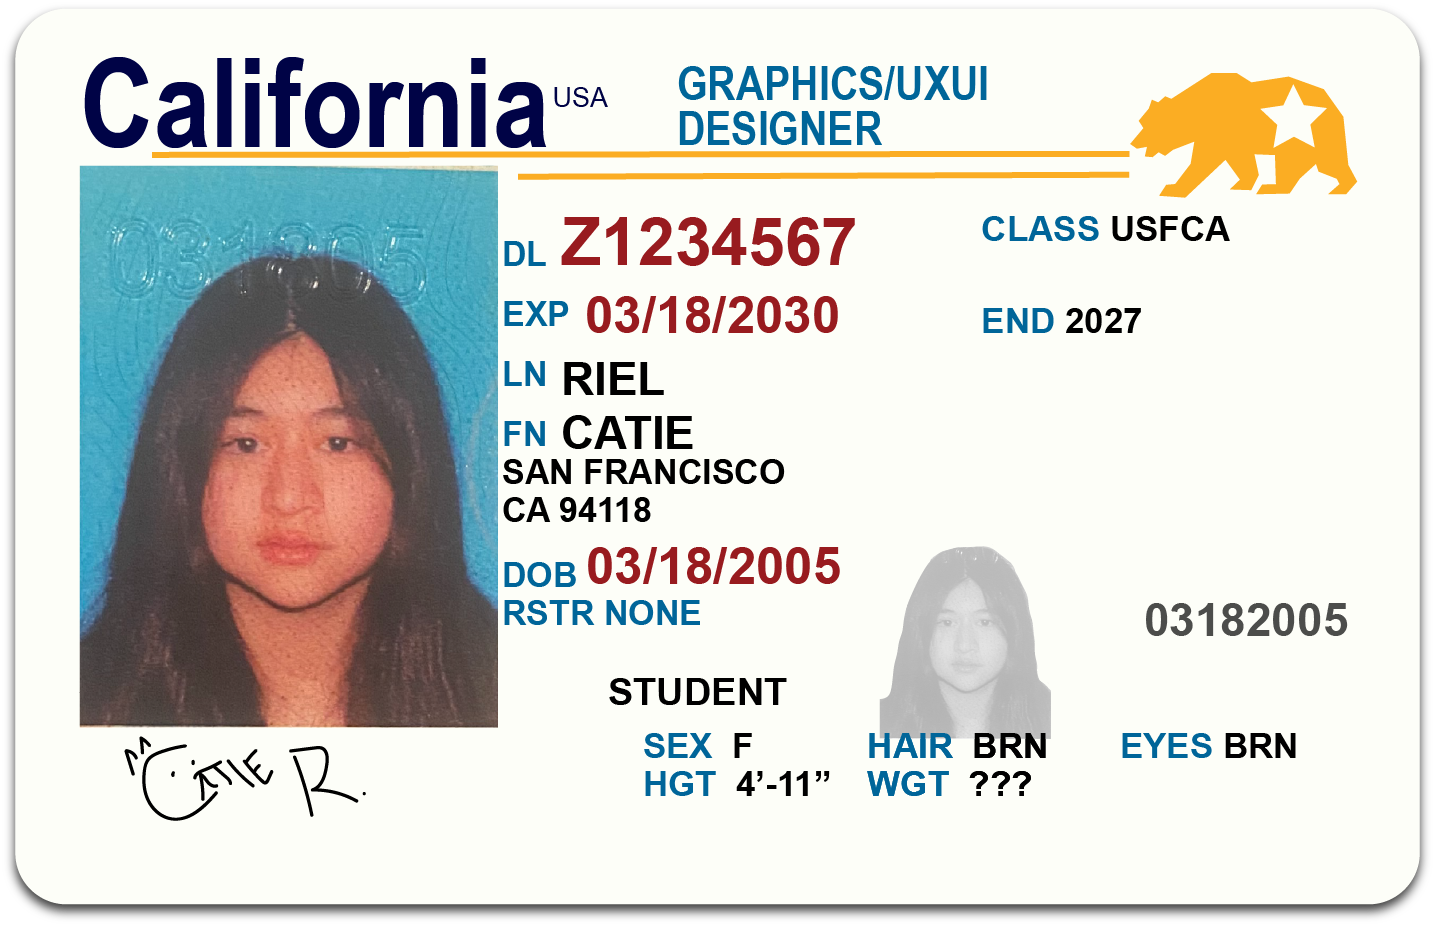 California USA
GRAPHICS/UXUI
DESIGNER
031805
DL Z1234567
CLASS USFCA
EXP 03/18/2030
END 2027
LN RIEL
FN CATIE
SAN FRANCISCO
CA 94118
DOB 03/18/2005
RSTR NONE
03182005
STUDENT
SEX F HAIR BRN EYES BRN
HGT 4’-11” WGT ???
CATIE R.